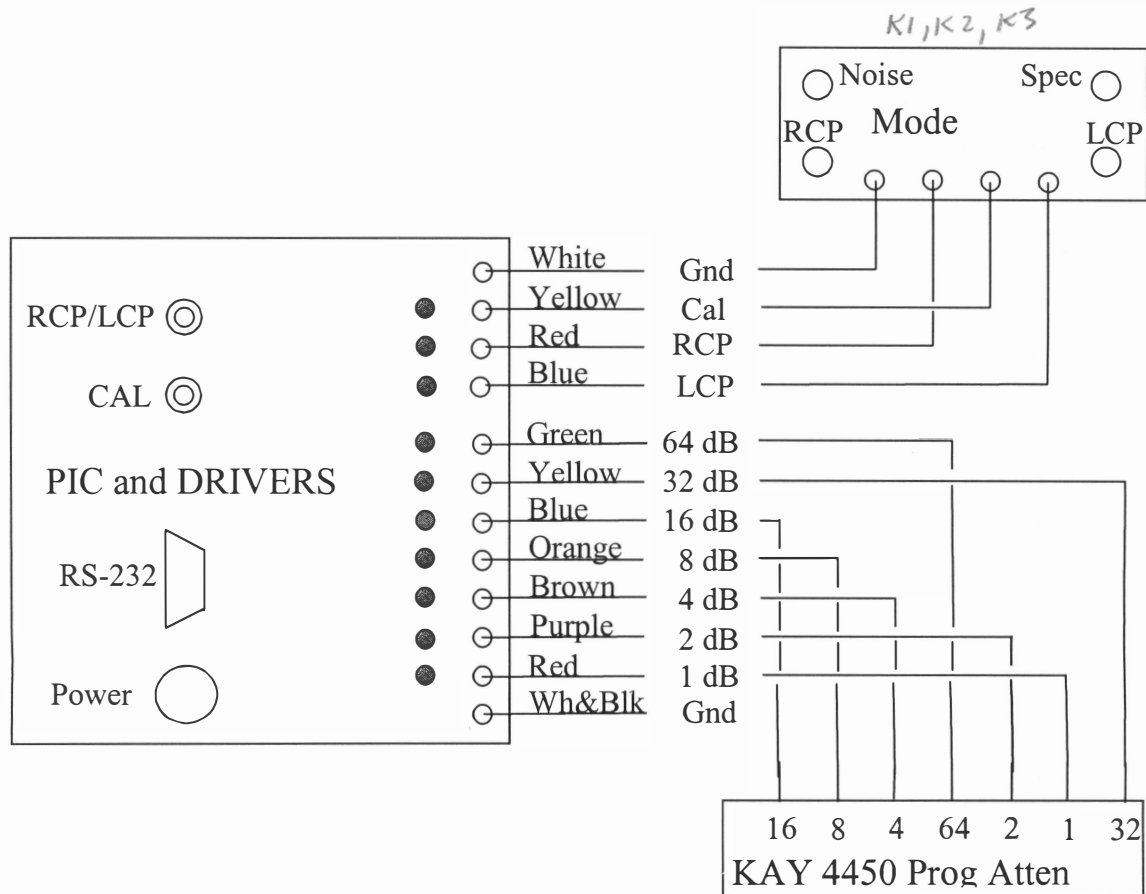 K1, K2, K3
Noise Spec
RCP Mode LCP
White Gnd
Yellow Cal
RCP/LCP
Red RCP
Blue LCP
CAL
Green 64 dB
PIC and DRIVERS
Yellow 32 dB
Blue 16 dB
Orange 8 dB
RS-232
Brown 4 dB
Purple 2 dB
Red 1 dB
Power
Wh&Blk Gnd
16 8 4 64 2 1 32
KAY 4450 Prog Atten